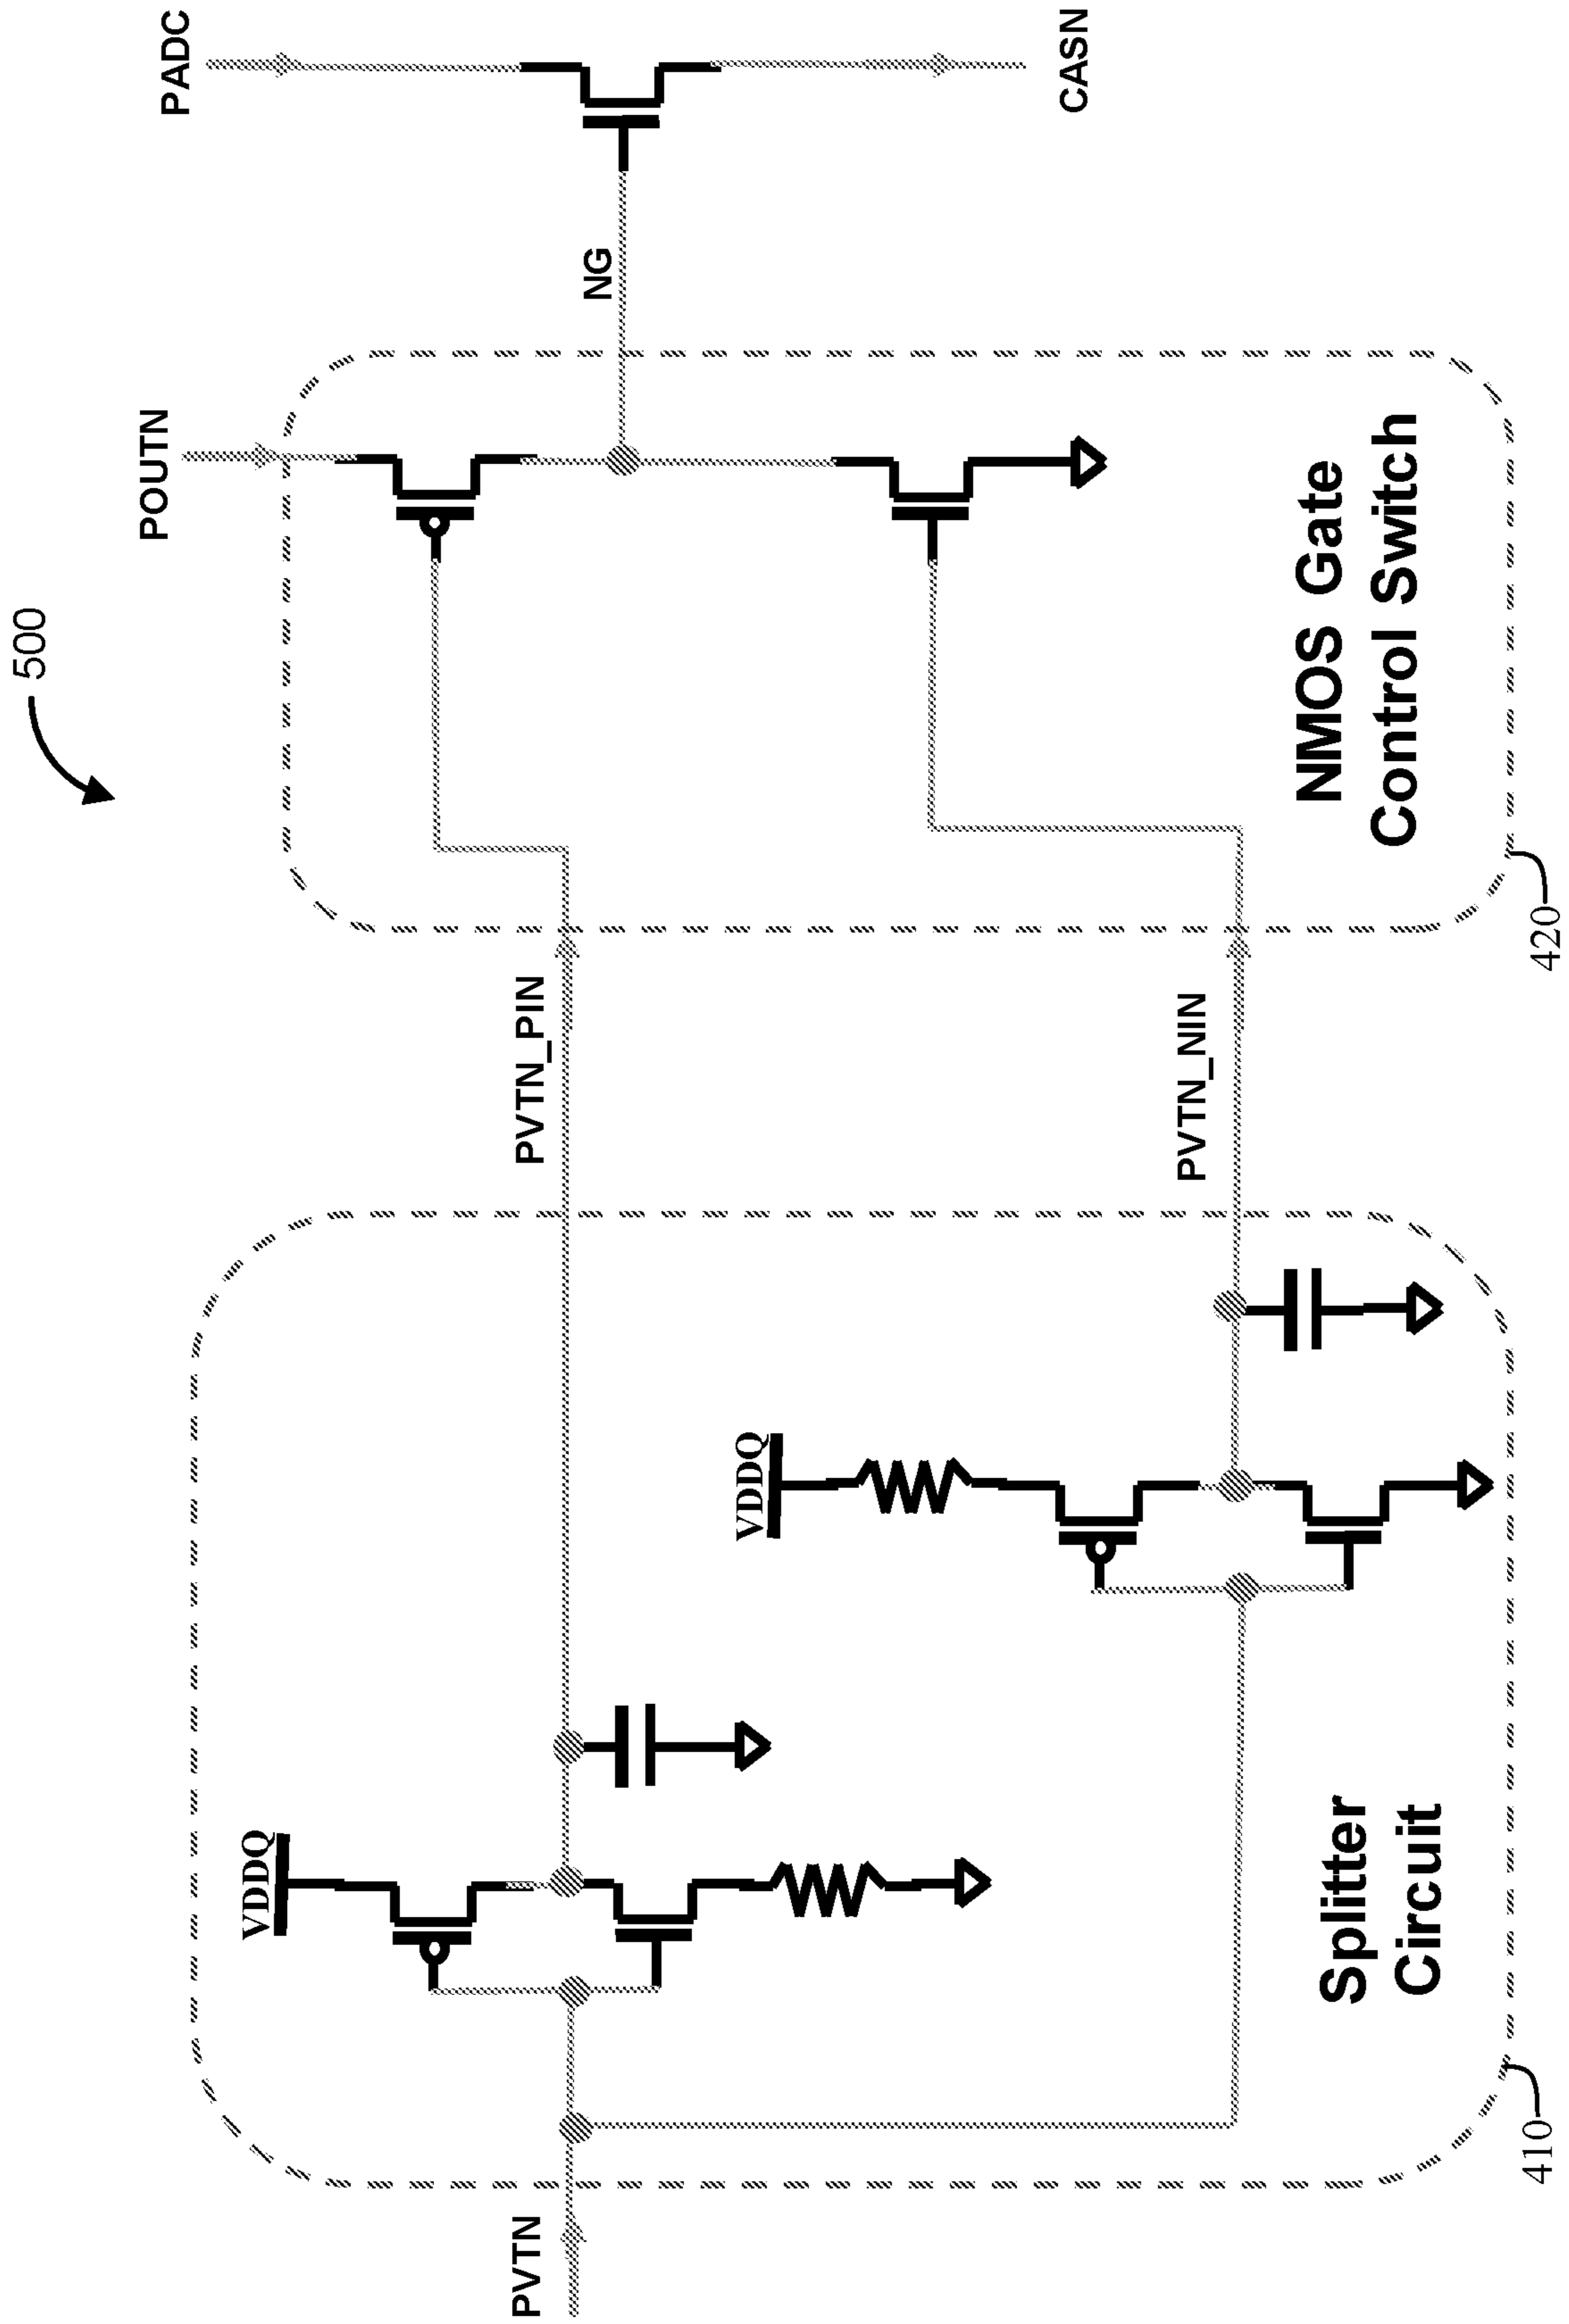 500
PADC
POUTN
NG
CASN
PVTN_PIN
PVTN_NIN
NMOS Gate
Control Switch
420
VDDQ
VDDQ
PVTN
Splitter
Circuit
410